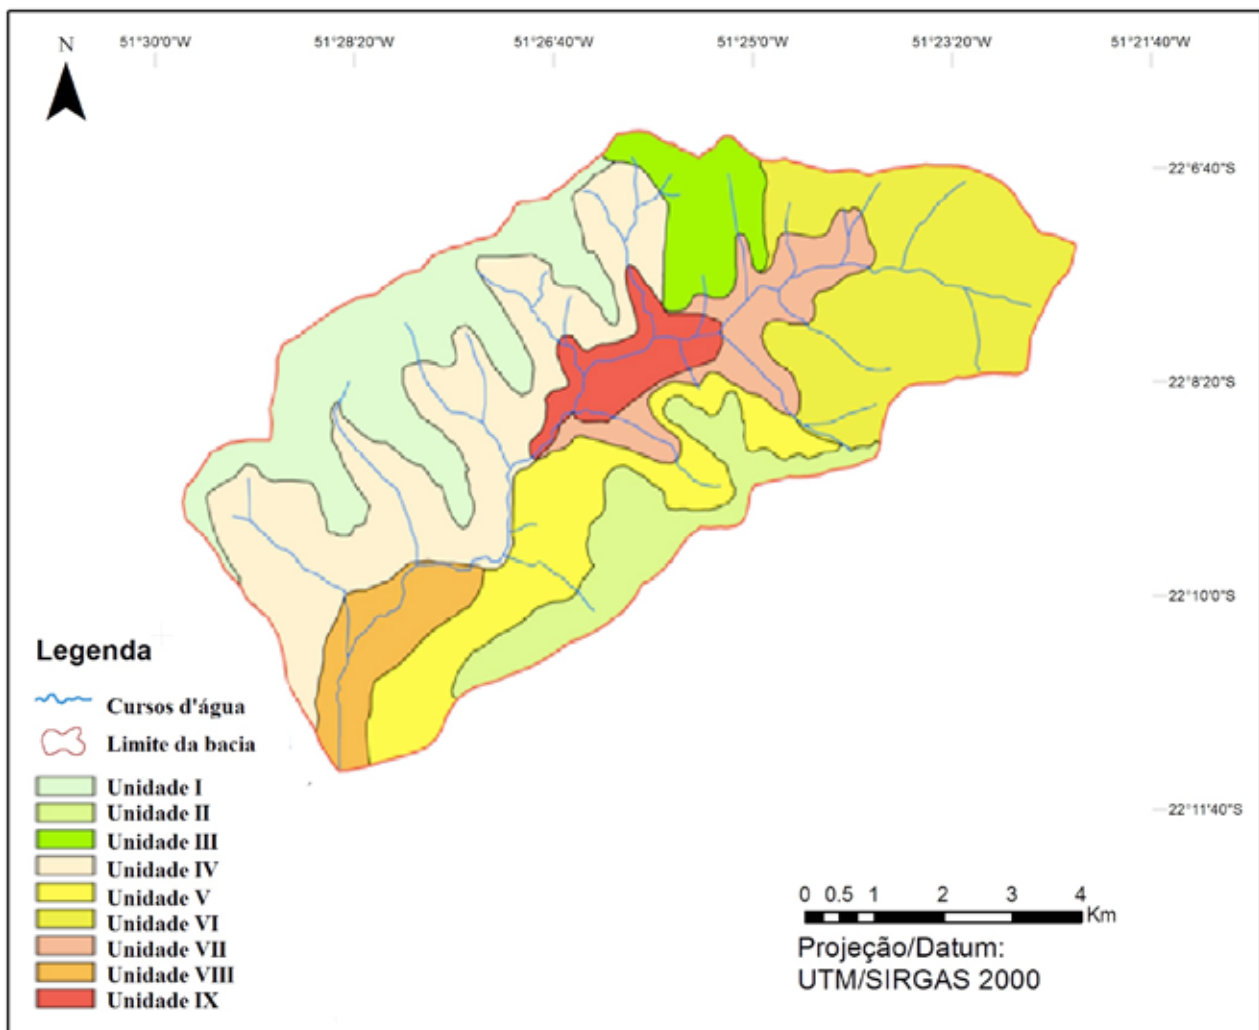 N
51°30'0"W
51°28'20"W
51°26'40"W
51°25'0"W
51°23'20"W
51°21'40"W
22°6'40"S
22°8'20"S
22°10'0"S
22°11'40"S
Legenda
Cursos d'água
Limite da bacia
Unidade I
Unidade II
Unidade III
Unidade IV
Unidade V
Unidade VI
Unidade VII
Unidade VIII
Unidade IX
0 0.5 1 2 3 4
Km
Projeção/Datum:
UTM/SIRGAS 2000